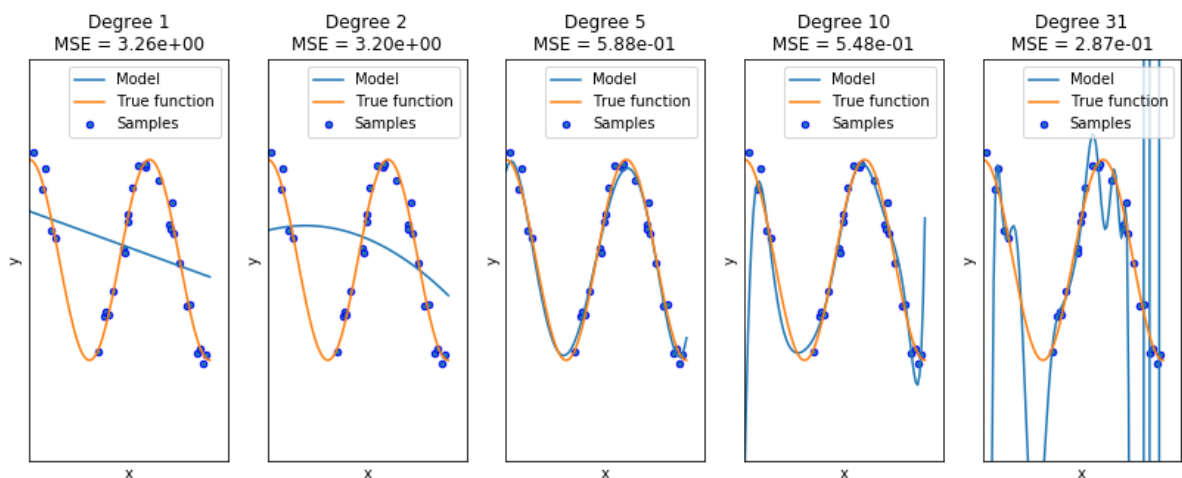 Degree 1
MSE = 3.26e+00
Model
True function
Samples
y
x
Degree 2
MSE = 3.20e+00
Model
True function
Samples
y
x
Degree 5
MSE = 5.88e-01
Model
True function
Samples
y
x
Degree 10
MSE = 5.48e-01
Model
True function
Samples
y
x
Degree 31
MSE = 2.87e-01
Model
True function
Samples
y
x